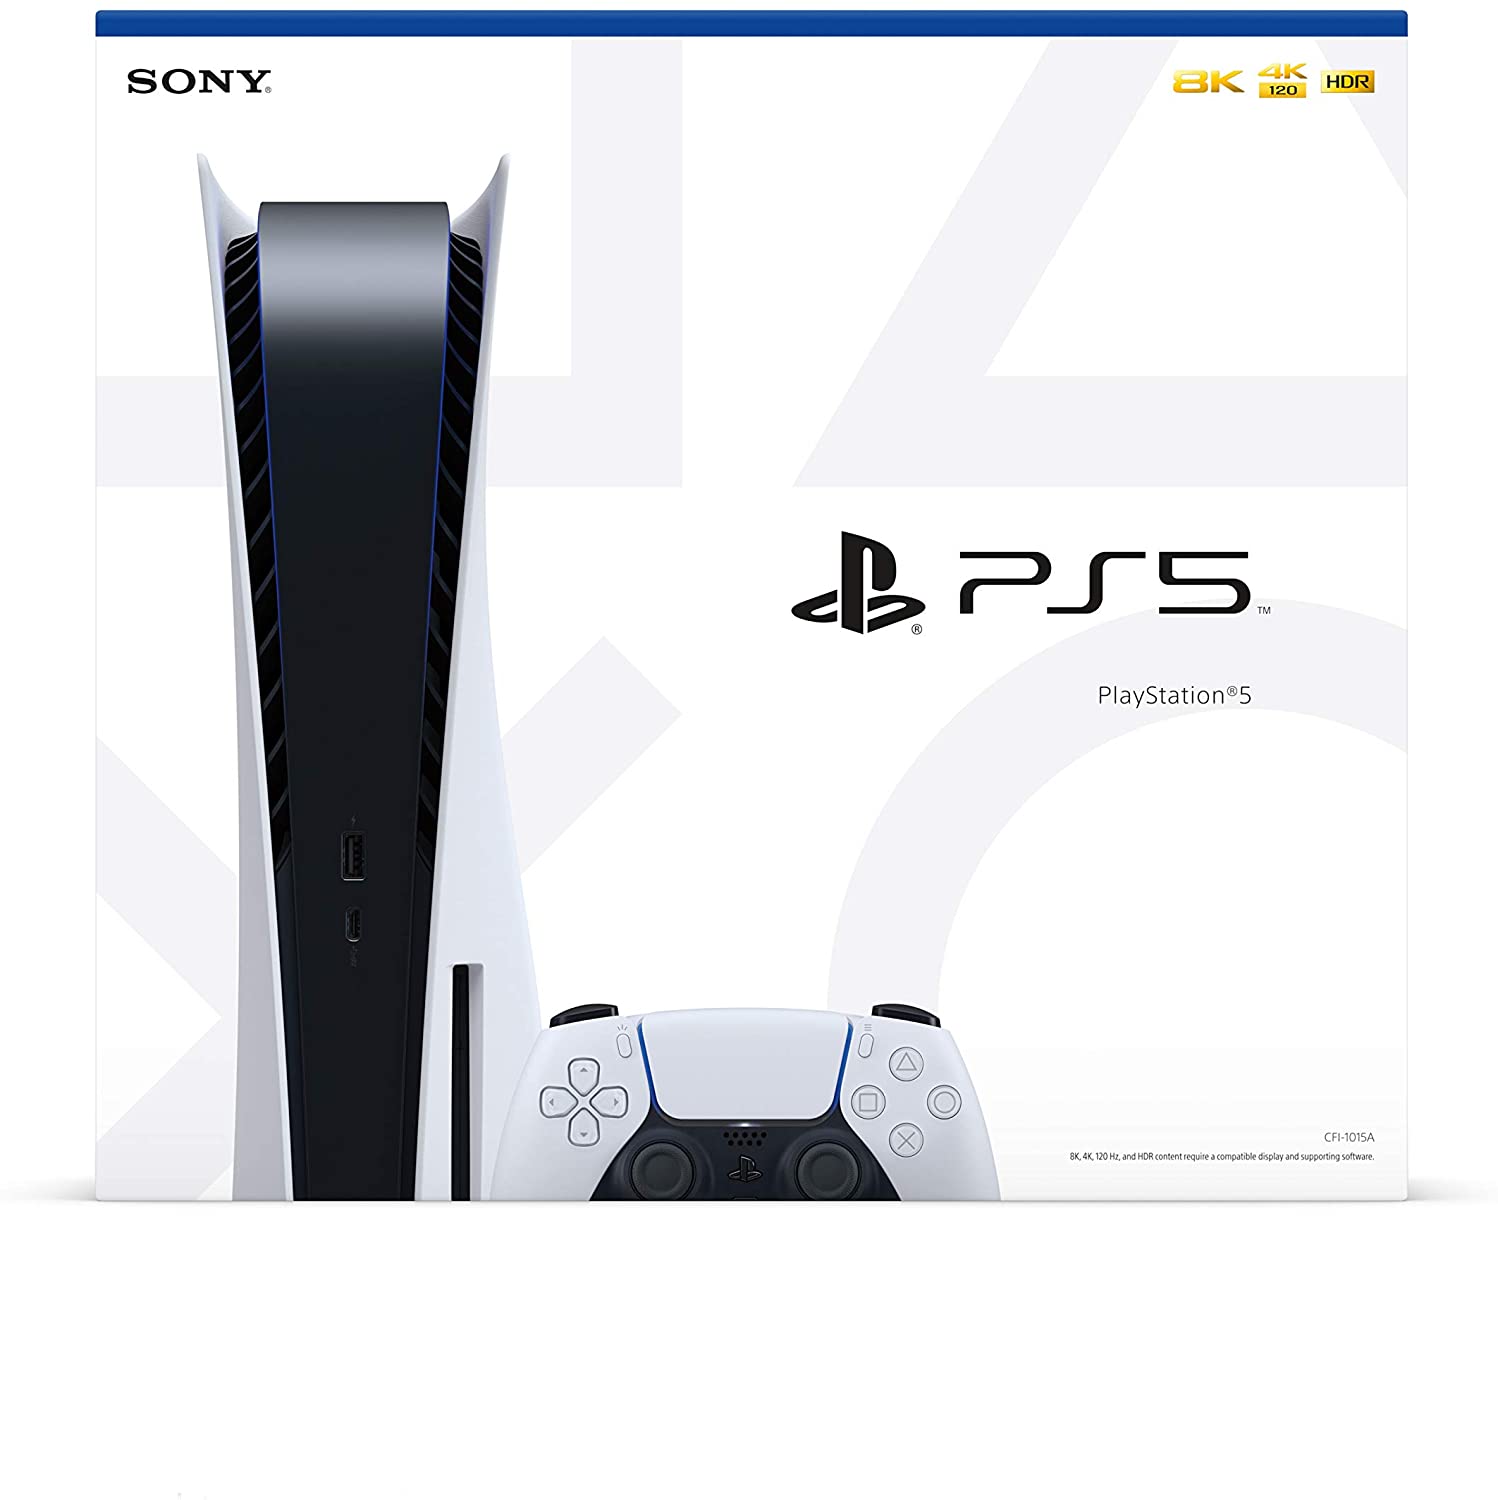 SONY®
8K 4K 120 HDR
PS5™
PlayStation®5
CFI-1015A
8K, 4K, 120 Hz, and HDR content require a compatible display and supporting software.